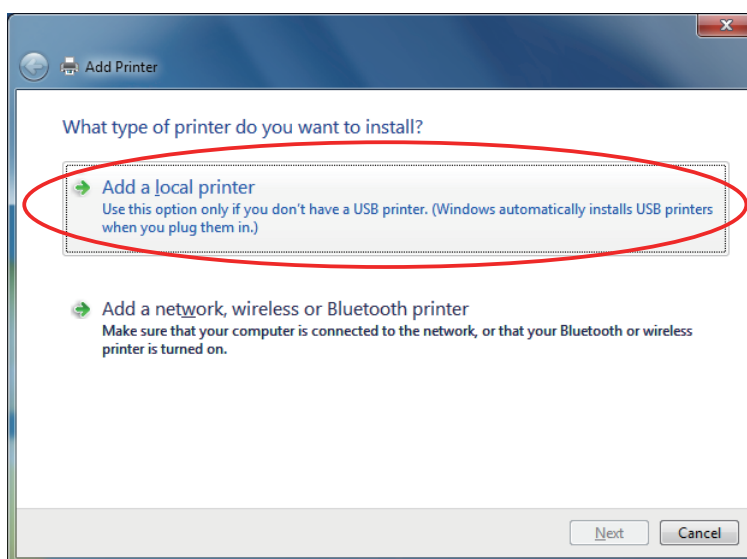 Add Printer
What type of printer do you want to install?
Add a local printer
Use this option only if you don't have a USB printer. (Windows automatically installs USB printers
when you plug them in.)
Add a network, wireless or Bluetooth printer
Make sure that your computer is connected to the network, or that your Bluetooth or wireless
printer is turned on.
Next Cancel